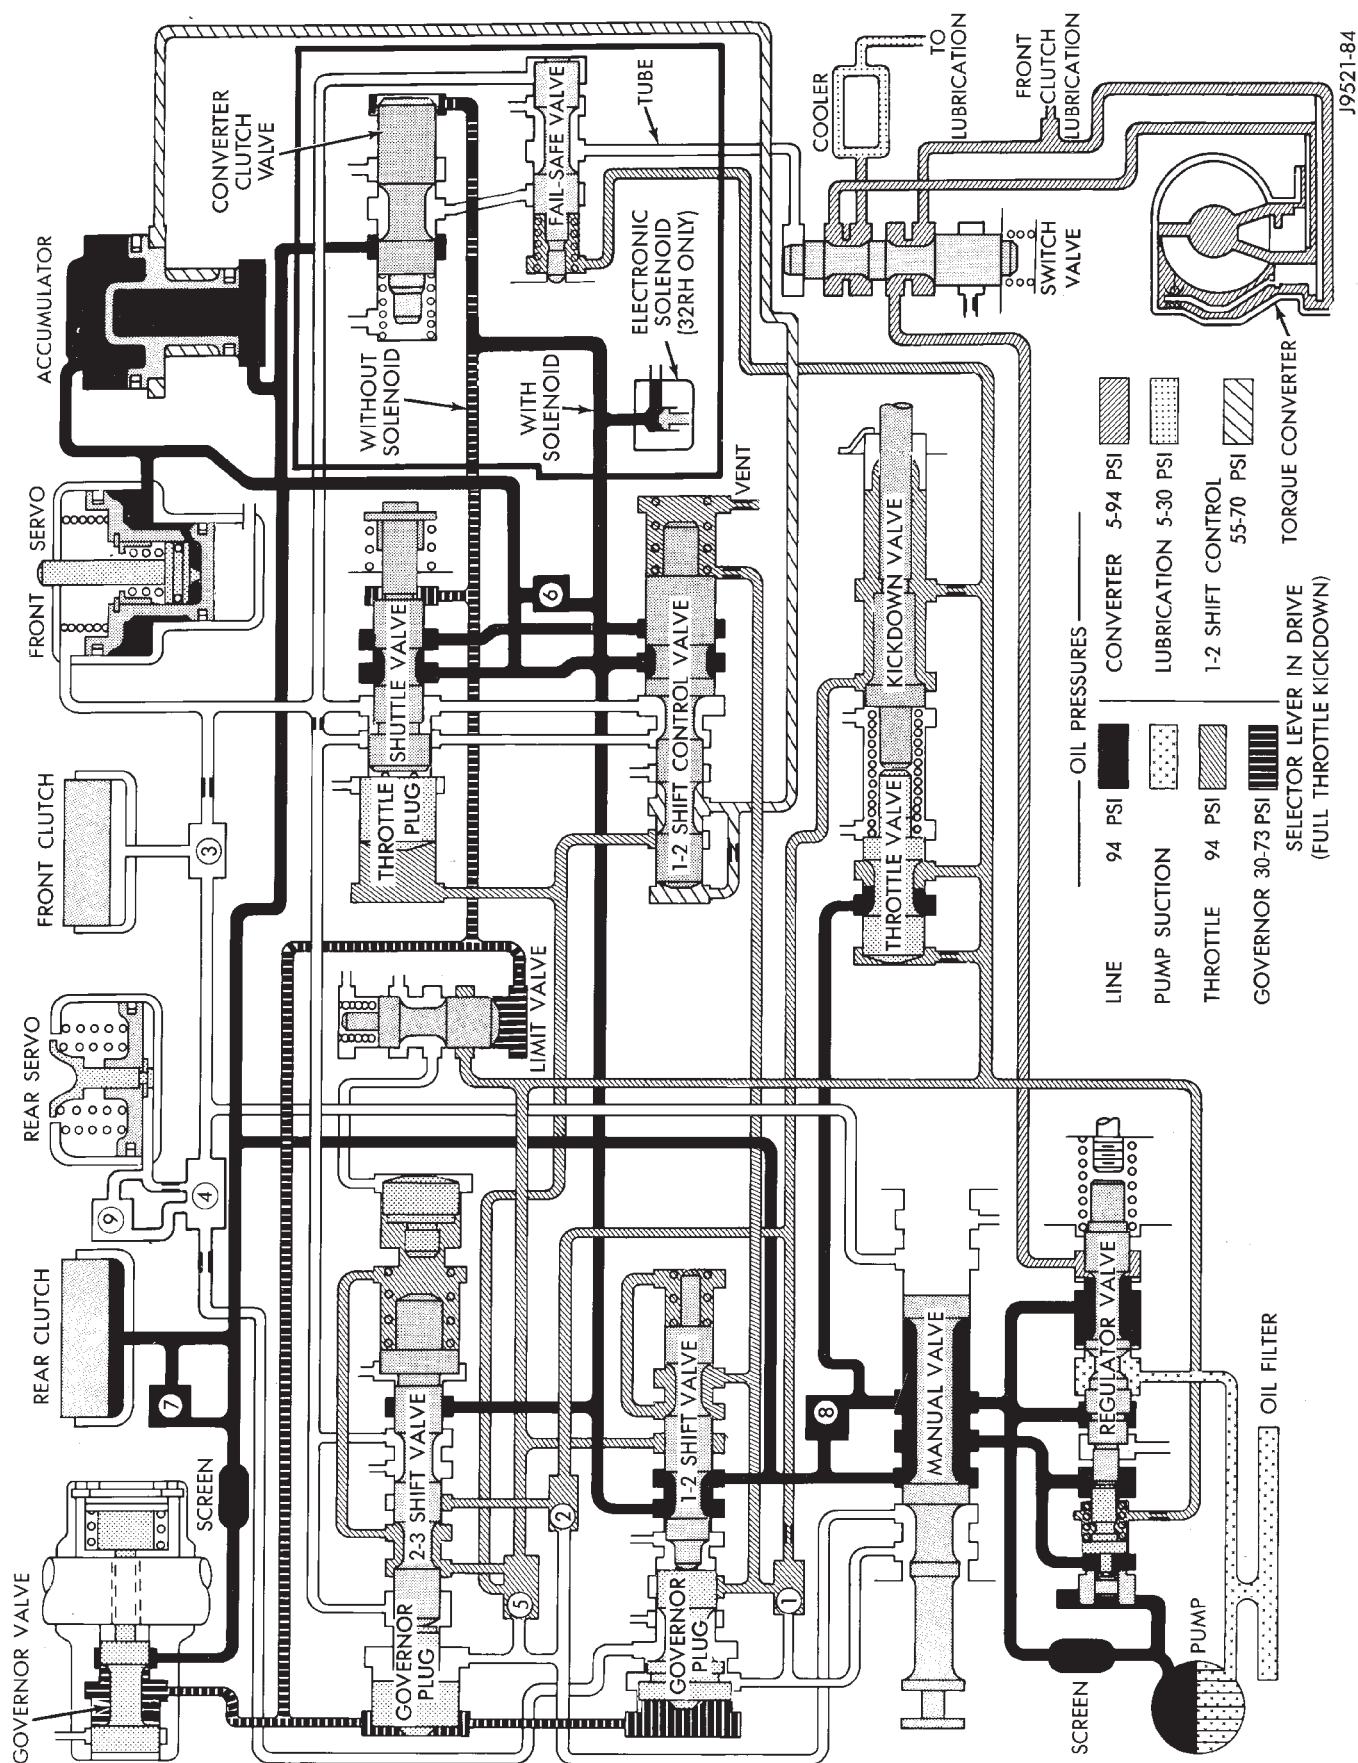 GOVERNOR VALVE
SCREEN
REAR CLUTCH
7
9
4
REAR SERVO
FRONT CLUTCH
3
FRONT SERVO
ACCUMULATOR
CONVERTER
CLUTCH
VALVE
GOVERNOR
PLUG
2-3 SHIFT VALVE
LIMIT VALVE
THROTTLE
PLUG
SHUTTLE VALVE
WITHOUT
SOLENOID
WITH
SOLENOID
ELECTRONIC
SOLENOID
(32RH ONLY)
FAIL-SAFE VALVE
TUBE
5
2
6
GOVERNOR
PLUG
1-2 SHIFT VALVE
1-2 SHIFT CONTROL VALVE
VENT
1
8
MANUAL VALVE
THROTTLE VALVE
KICKDOWN VALVE
SWITCH
VALVE
COOLER
TO
LUBRICATION
FRONT
CLUTCH
LUBRICATION
SCREEN
PUMP
REGULATOR VALVE
OIL FILTER
OIL PRESSURES
LINE 94 PSI
PUMP SUCTION
THROTTLE 94 PSI
GOVERNOR 30-73 PSI
CONVERTER 5-94 PSI
LUBRICATION 5-30 PSI
1-2 SHIFT CONTROL
55-70 PSI
SELECTOR LEVER IN DRIVE
(FULL THROTTLE KICKDOWN)
TORQUE CONVERTER
J9521-84